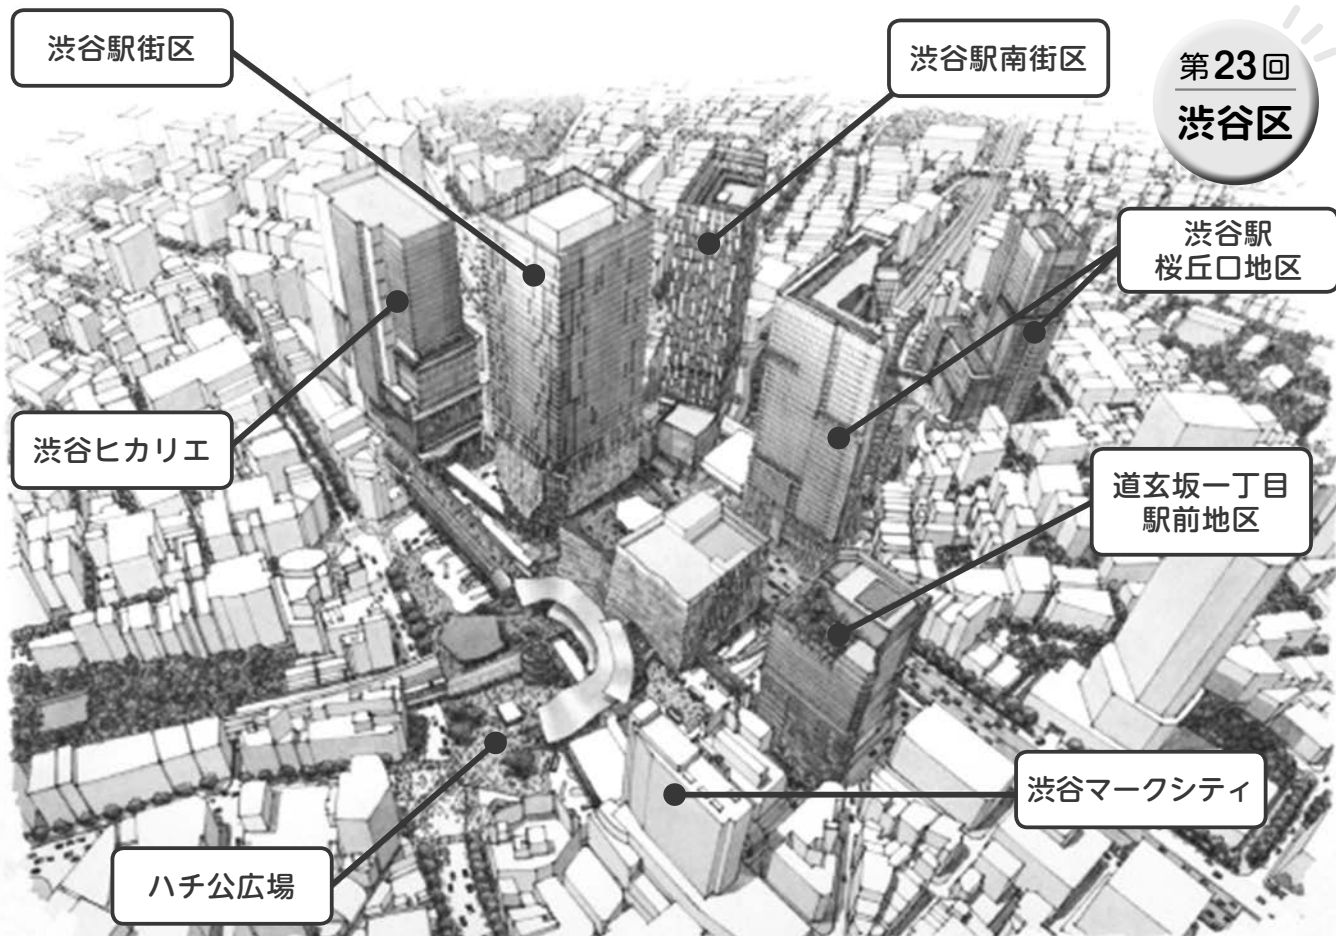 渋谷駅街区
渋谷駅南街区
第23回
渋谷区
渋谷駅
桜丘口地区
渋谷ヒカリエ
道玄坂一丁目
駅前地区
渋谷マークシティ
ハチ公広場